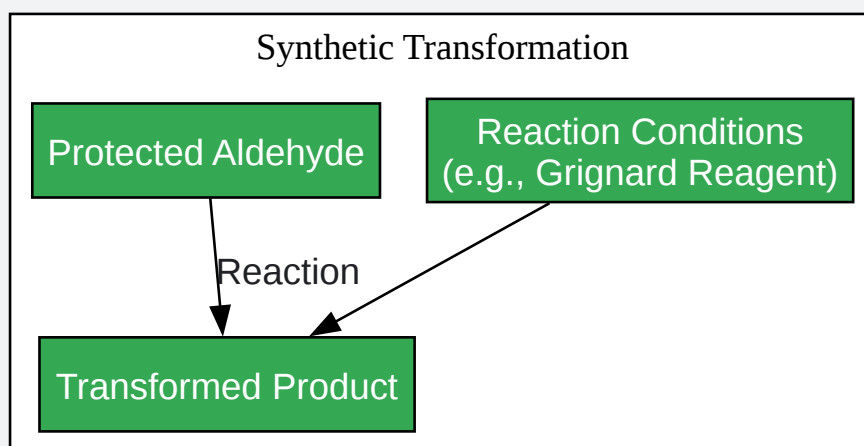 Synthetic Transformation
Protected Aldehyde
Reaction Conditions
(e.g., Grignard Reagent)
Reaction
Transformed Product